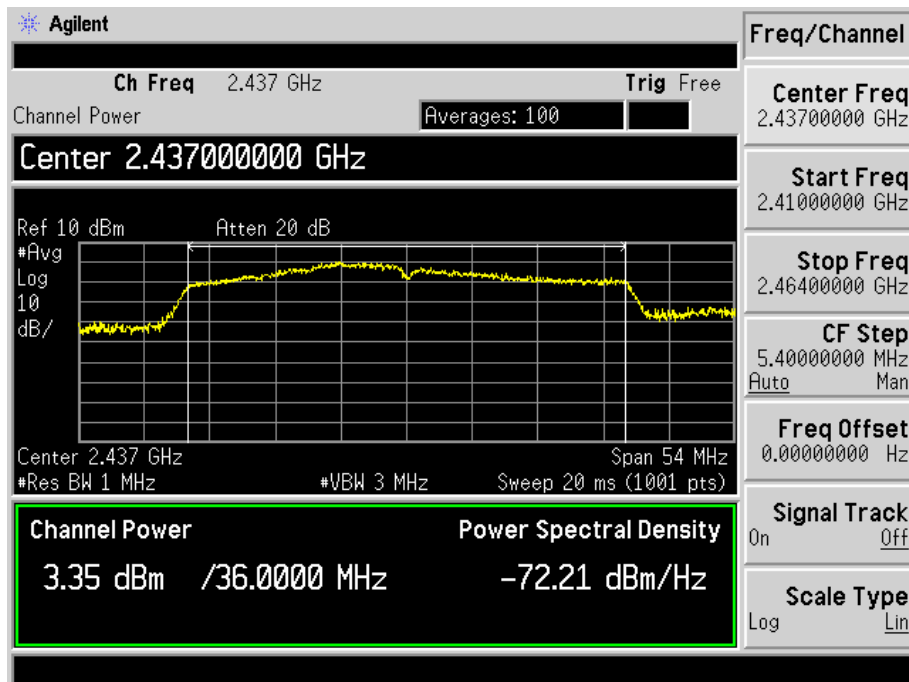 Agilent
Freq/Channel
Ch Freq 2.437 GHz Trig Free
Channel Power Averages: 100
Center 2.437000000 GHz
Ref 10 dBm Atten 20 dB
#Avg
Log
10
dB/
Center 2.437 GHz Span 54 MHz
#Res BW 1 MHz #VBW 3 MHz Sweep 20 ms (1001 pts)
Channel Power Power Spectral Density
3.35 dBm /36.0000 MHz -72.21 dBm/Hz
Center Freq
2.43700000 GHz
Start Freq
2.41000000 GHz
Stop Freq
2.46400000 GHz
CF Step
5.40000000 MHz
Auto Man
Freq Offset
0.00000000 Hz
Signal Track
On Off
Scale Type
Log Lin